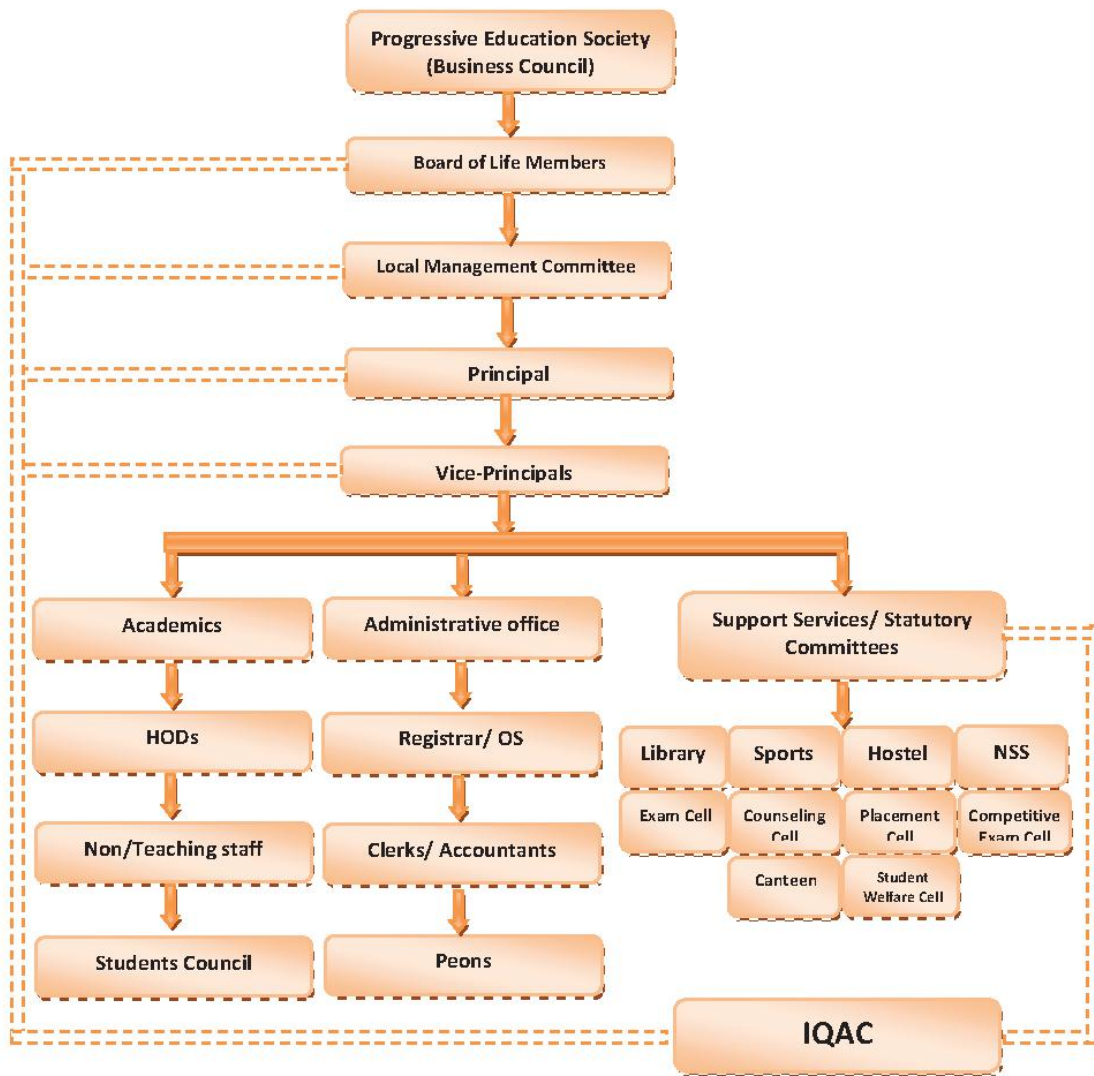 Progressive Education Society
(Business Council)
Board of Life Members
Local Management Committee
Principal
Vice-Principals
Academics
Administrative office
Support Services/ Statutory
Committees
HODs
Registrar/ OS
Library
Sports
Hostel
NSS
Exam Cell
Counseling
Cell
Placement
Cell
Competitive
Exam Cell
Non/Teaching staff
Clerks/ Accountants
Canteen
Student
Welfare Cell
Students Council
Peons
IQAC